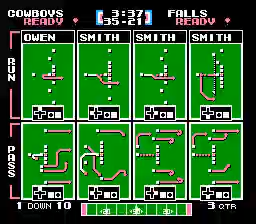 COWBOYS 3:37 FALLS
READY 35-21 READY
OWEN SMITH SMITH SMITH
RUN
PASS
1 DOWN 10 3 QTR